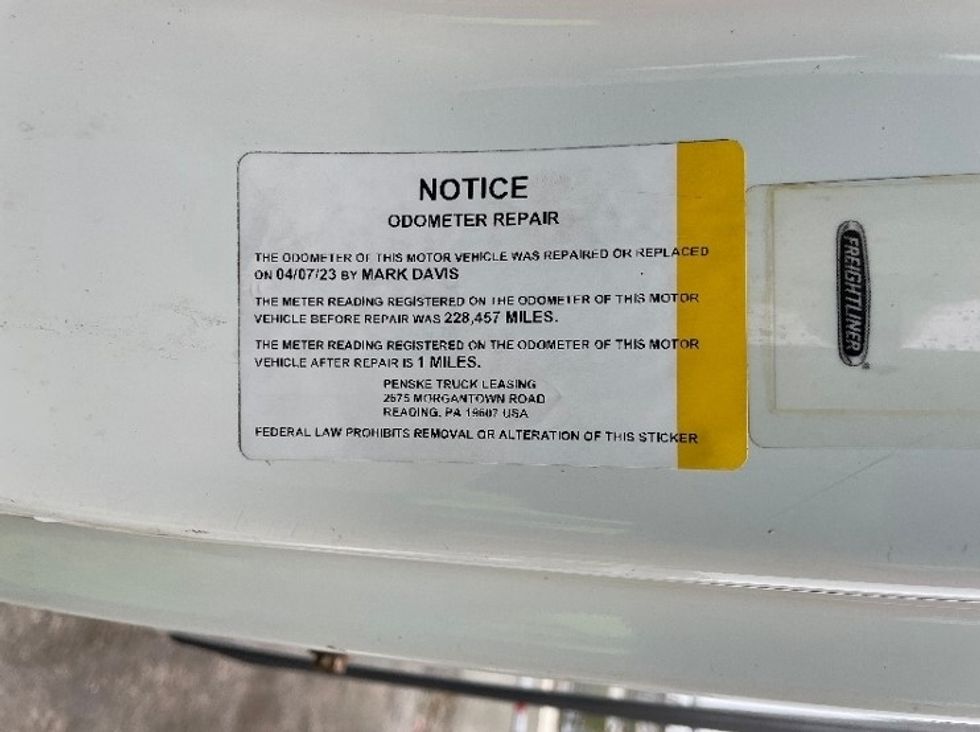 NOTICE
ODOMETER REPAIR
THE ODOMETER OF THIS MOTOR VEHICLE WAS REPAIRED OR REPLACED
ON 04/07/23 BY MARK DAVIS
THE METER READING REGISTERED ON THE ODOMETER OF THIS MOTOR
VEHICLE BEFORE REPAIR WAS 228,457 MILES.
THE METER READING REGISTERED ON THE ODOMETER OF THIS MOTOR
VEHICLE AFTER REPAIR IS 1 MILES.
PENSKE TRUCK LEASING
2675 MORGANTOWN ROAD
READING, PA 19607 USA
FEDERAL LAW PROHIBITS REMOVAL OR ALTERATION OF THIS STICKER
FREIGHTLINER